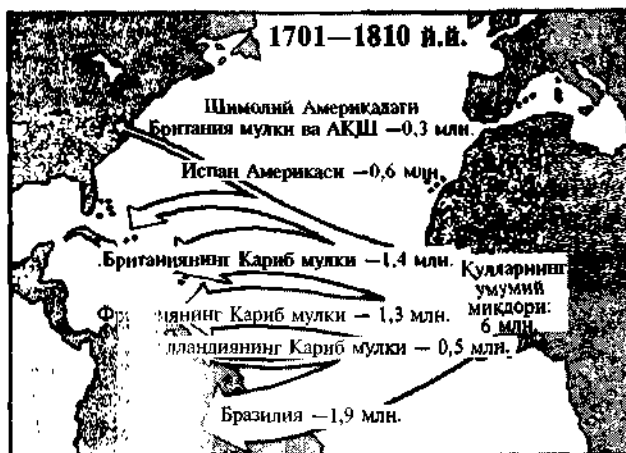 1701—1810 й.й.
Шимолий Америкадаги
Британия мулки ва АҚШ —0,3 млн.
Испан Америкаси —0,6 млн.
Британиянинг Кариб мулки —1,4 млн.
Қулларнинг
умумий
миқдори:
6 млн.
Кариб мулки — 1,3 млн.
Кариб мулки — 0,5 млн.
Бразилия —1,9 млн.